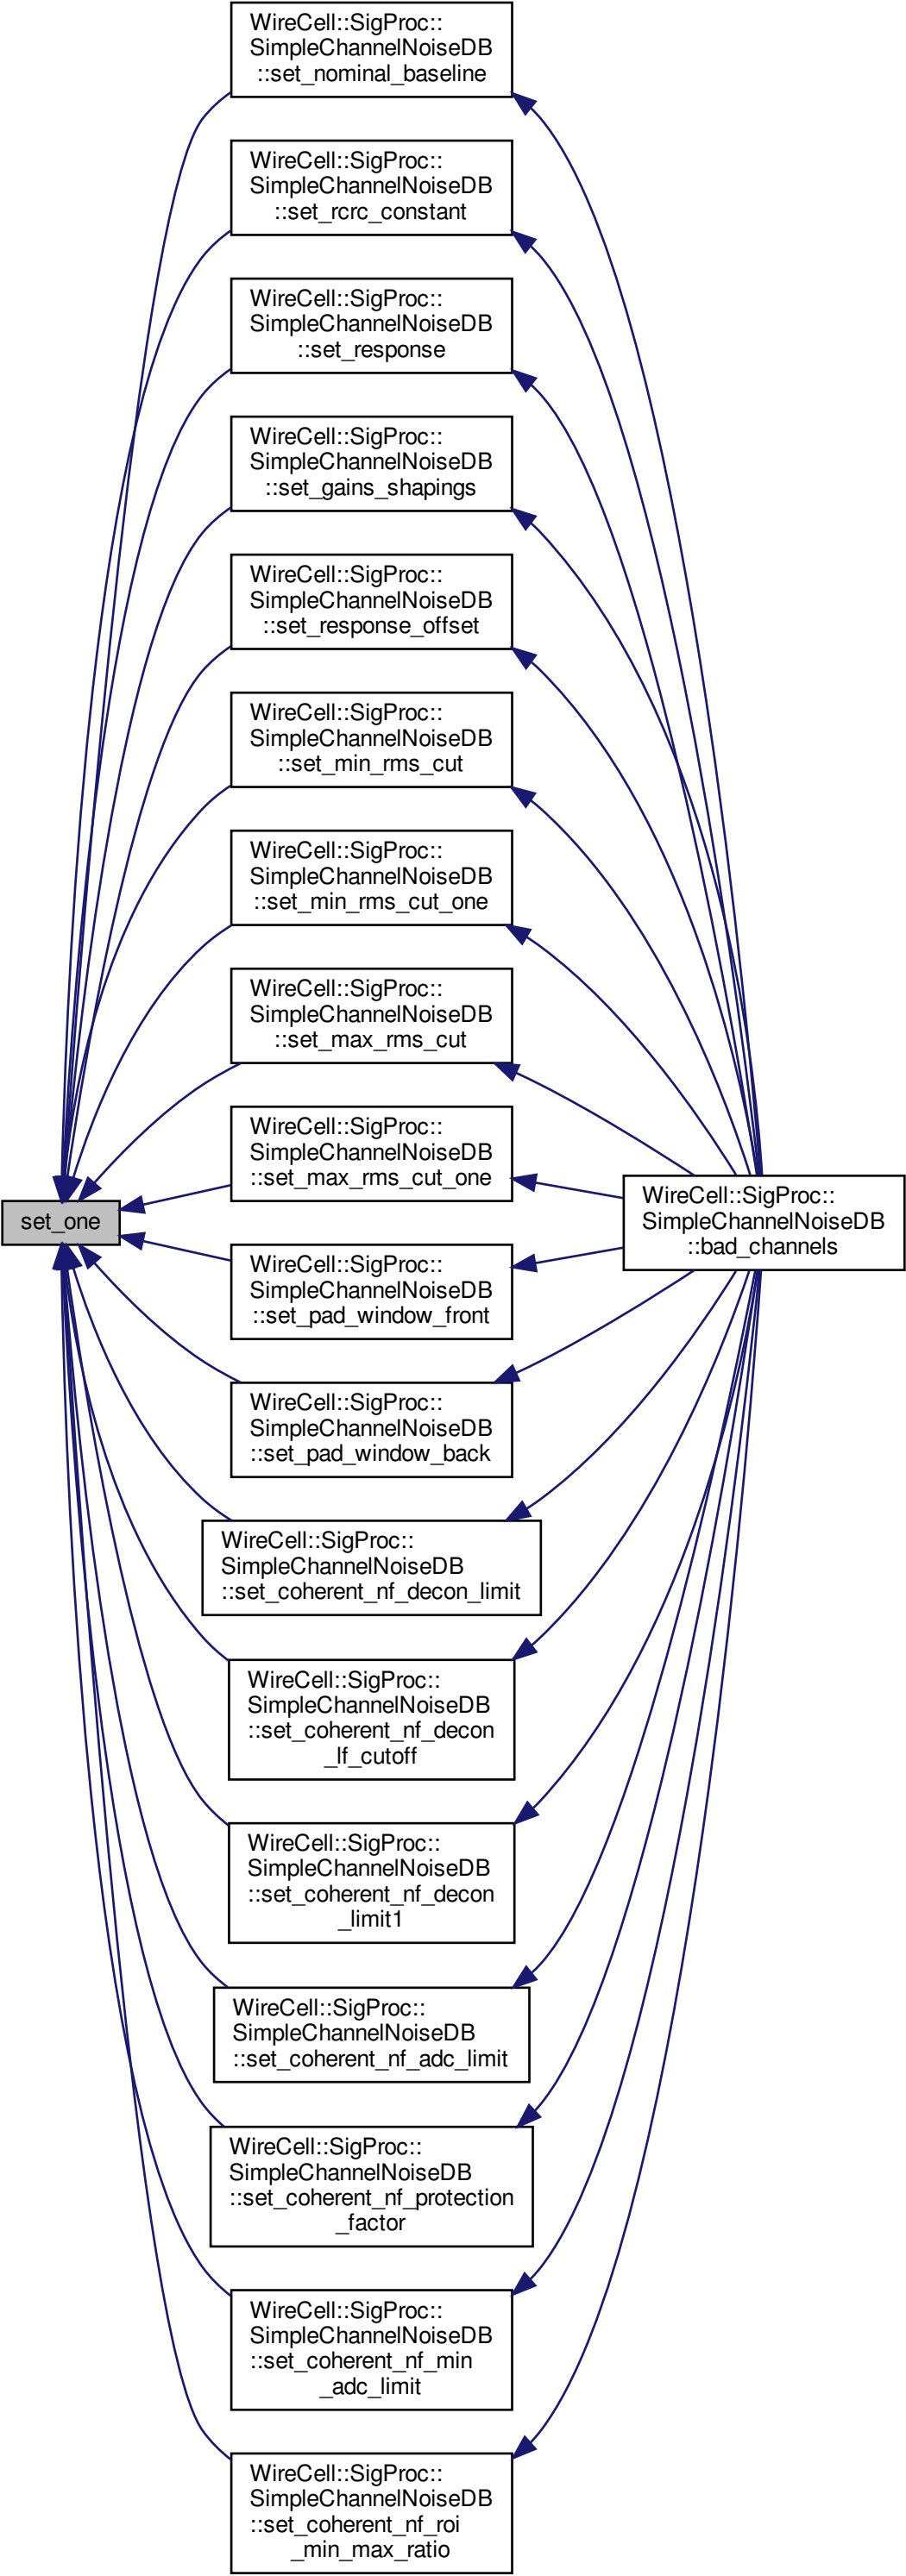 WireCell::SigProc::
SimpleChannelNoiseDB
::set_nominal_baseline
WireCell::SigProc::
SimpleChannelNoiseDB
::set_rcrc_constant
WireCell::SigProc::
SimpleChannelNoiseDB
::set_response
WireCell::SigProc::
SimpleChannelNoiseDB
::set_gains_shapings
WireCell::SigProc::
SimpleChannelNoiseDB
::set_response_offset
WireCell::SigProc::
SimpleChannelNoiseDB
::set_min_rms_cut
WireCell::SigProc::
SimpleChannelNoiseDB
::set_min_rms_cut_one
WireCell::SigProc::
SimpleChannelNoiseDB
::set_max_rms_cut
WireCell::SigProc::
SimpleChannelNoiseDB
::set_max_rms_cut_one
set_one
WireCell::SigProc::
SimpleChannelNoiseDB
::bad_channels
WireCell::SigProc::
SimpleChannelNoiseDB
::set_pad_window_front
WireCell::SigProc::
SimpleChannelNoiseDB
::set_pad_window_back
WireCell::SigProc::
SimpleChannelNoiseDB
::set_coherent_nf_decon_limit
WireCell::SigProc::
SimpleChannelNoiseDB
::set_coherent_nf_decon
_lf_cutoff
WireCell::SigProc::
SimpleChannelNoiseDB
::set_coherent_nf_decon
_limit1
WireCell::SigProc::
SimpleChannelNoiseDB
::set_coherent_nf_adc_limit
WireCell::SigProc::
SimpleChannelNoiseDB
::set_coherent_nf_protection
_factor
WireCell::SigProc::
SimpleChannelNoiseDB
::set_coherent_nf_min
_adc_limit
WireCell::SigProc::
SimpleChannelNoiseDB
::set_coherent_nf_roi
_min_max_ratio